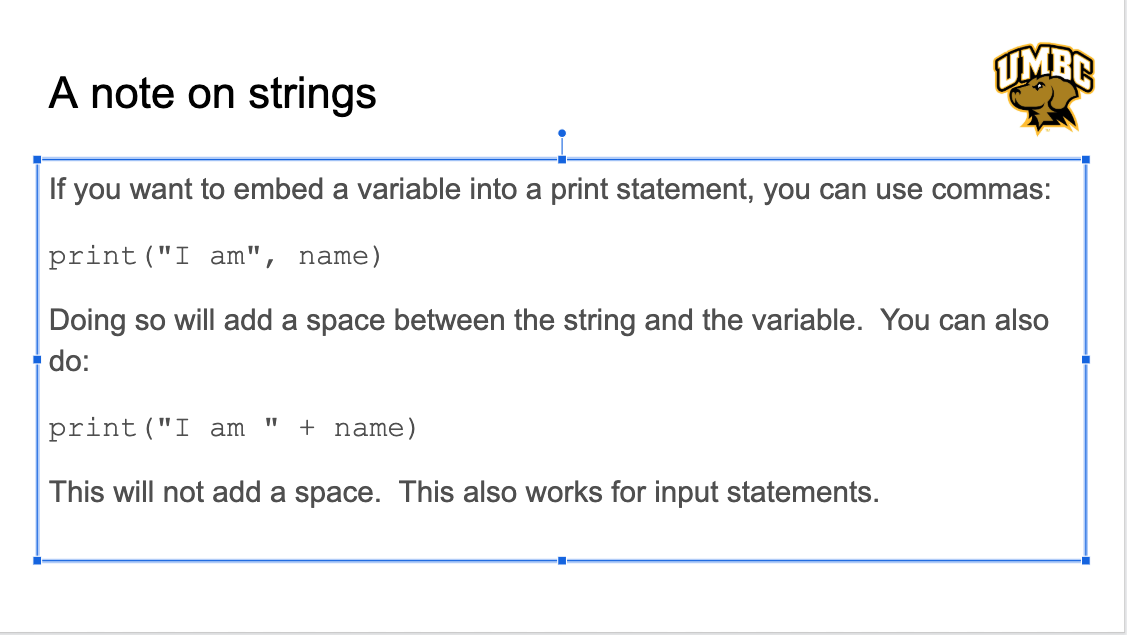 UMBC
A note on strings
If you want to embed a variable into a print statement, you can use commas:
print("I am", name)
Doing so will add a space between the string and the variable.  You can also
do:
print("I am " + name)
This will not add a space.  This also works for input statements.